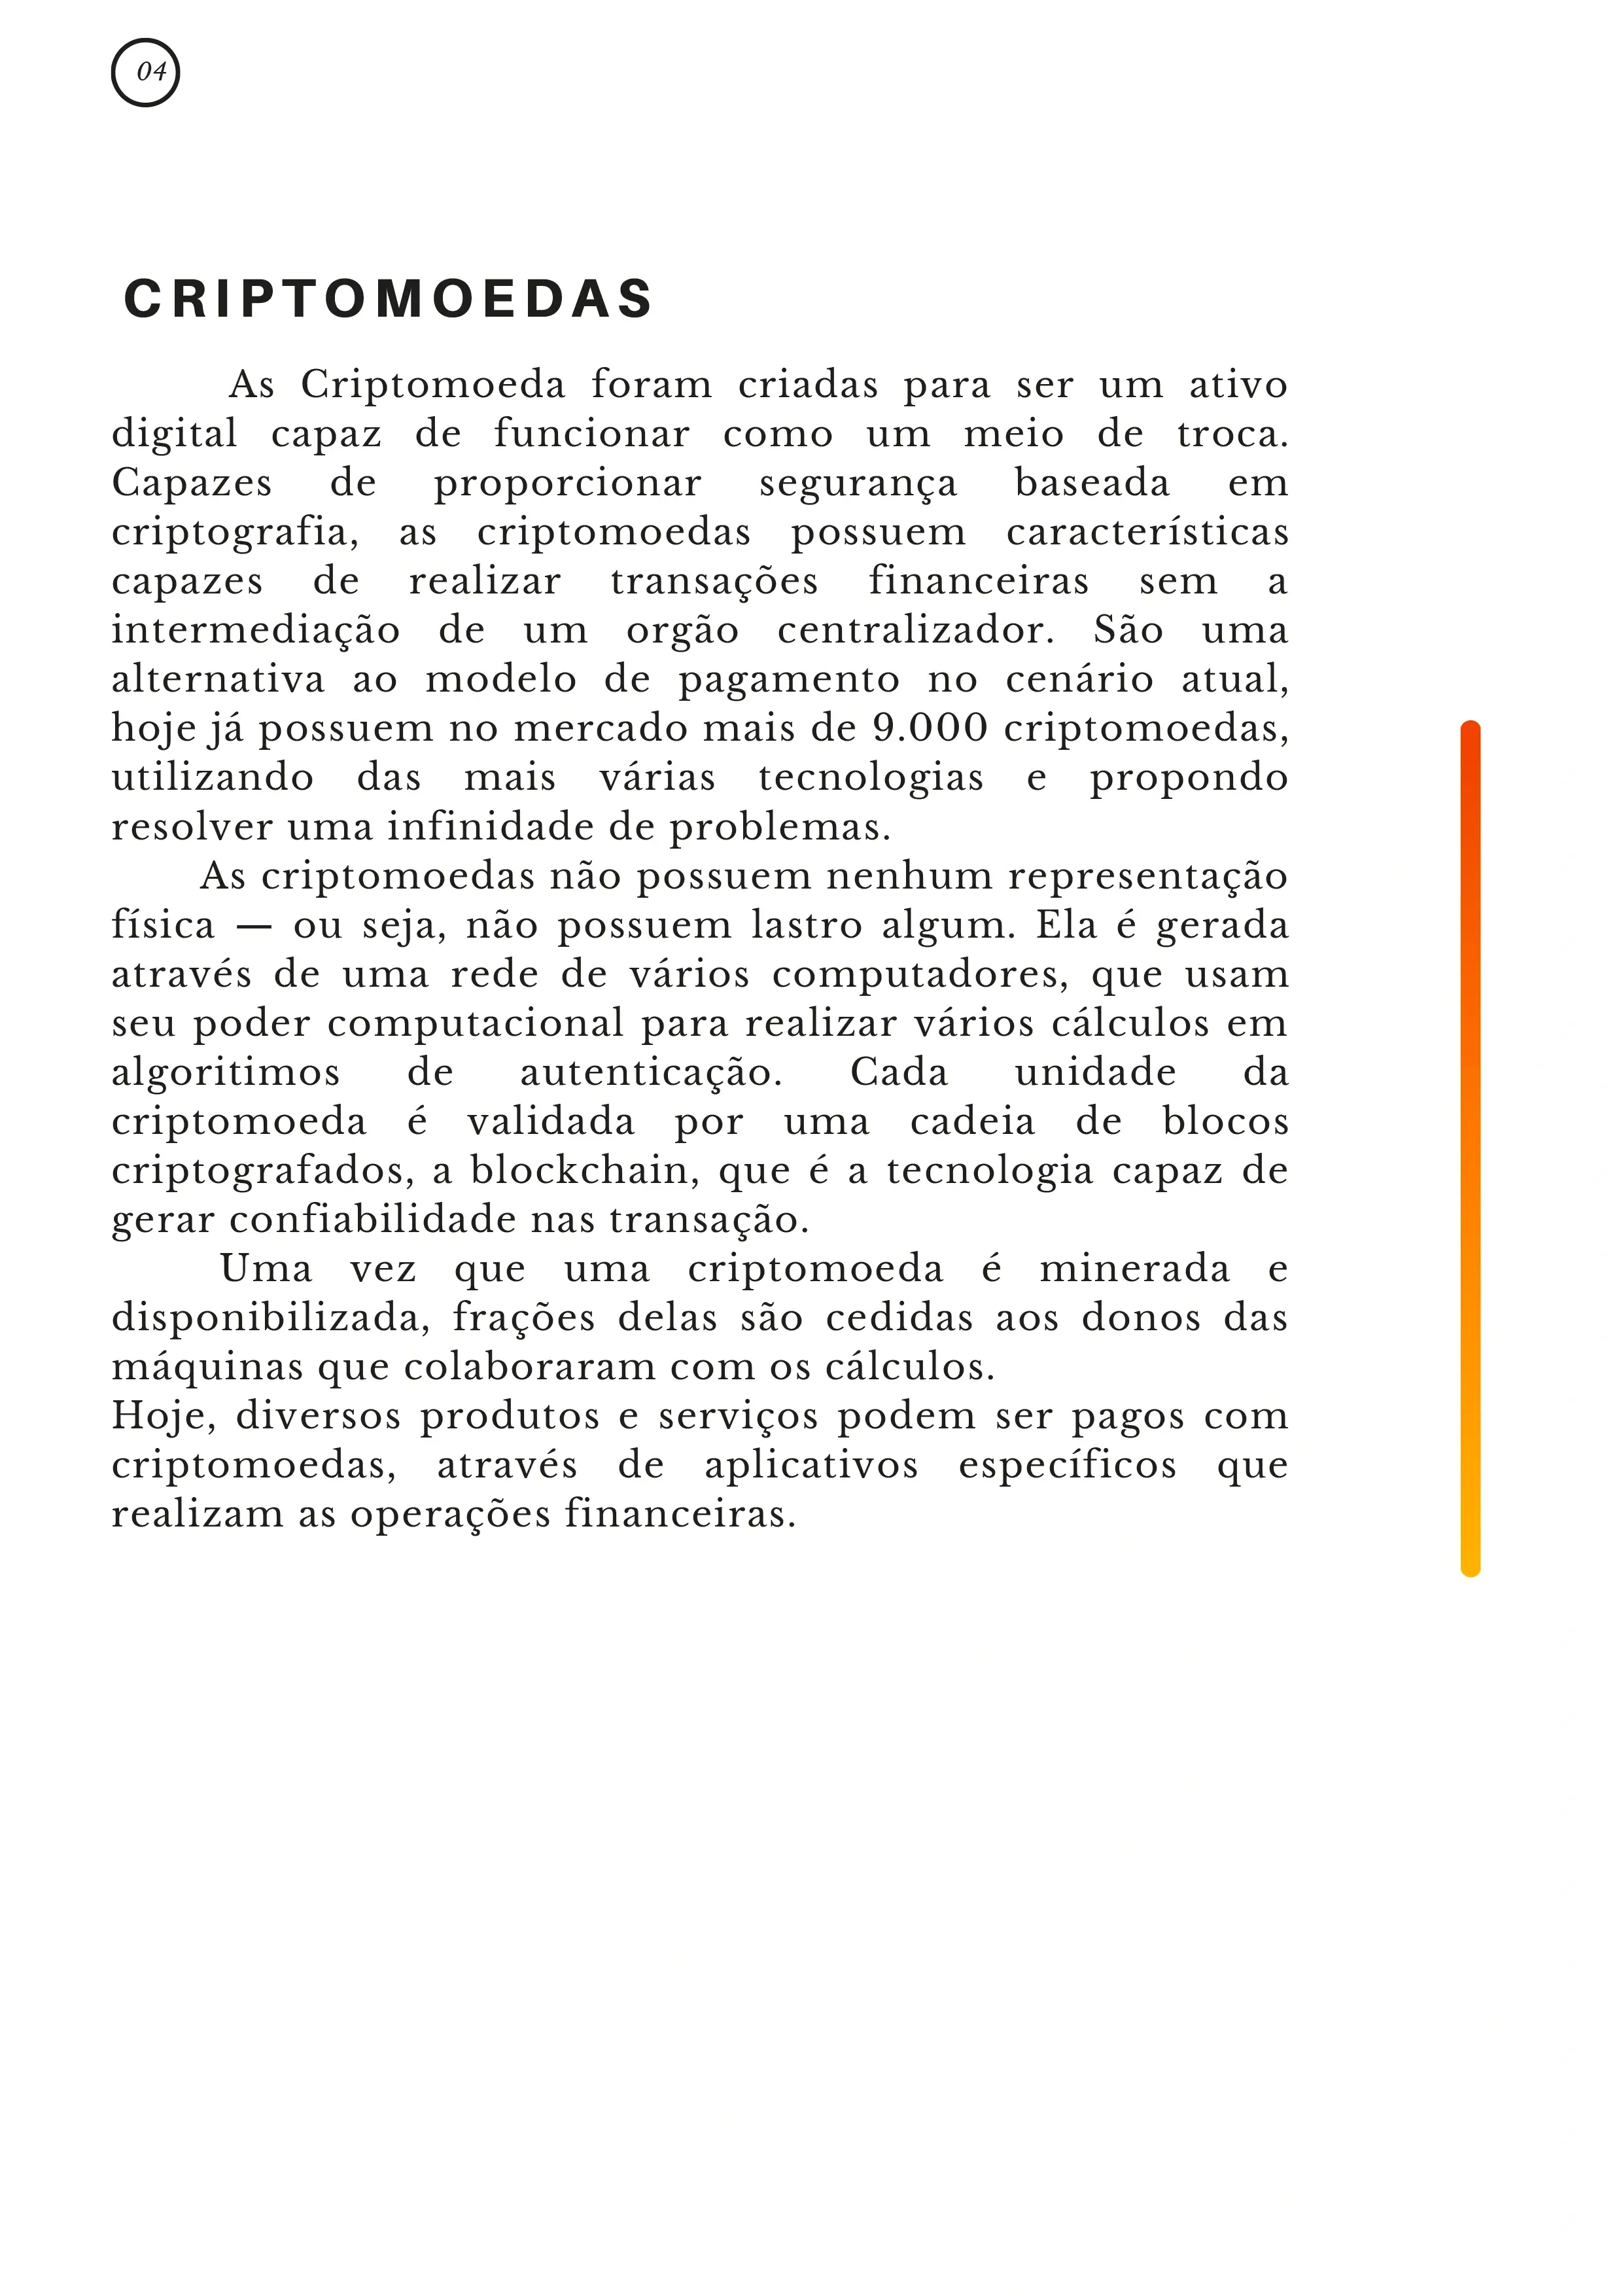 04
CRIPTOMOEDAS
As Criptomoeda foram criadas para ser um ativo
digital capaz de funcionar como um meio de troca.
Capazes de proporcionar segurança baseada em
criptografia, as criptomoedas possuem características
capazes de realizar transações financeiras sem a
intermediação de um orgão centralizador. São uma
alternativa ao modelo de pagamento no cenário atual,
hoje já possuem no mercado mais de 9.000 criptomoedas,
utilizando das mais várias tecnologias e propondo
resolver uma infinidade de problemas.
As criptomoedas não possuem nenhum representação
física — ou seja, não possuem lastro algum. Ela é gerada
através de uma rede de vários computadores, que usam
seu poder computacional para realizar vários cálculos em
algoritimos de autenticação. Cada unidade da
criptomoeda é validada por uma cadeia de blocos
criptografados, a blockchain, que é a tecnologia capaz de
gerar confiabilidade nas transação.
Uma vez que uma criptomoeda é minerada e
disponibilizada, frações delas são cedidas aos donos das
máquinas que colaboraram com os cálculos.
Hoje, diversos produtos e serviços podem ser pagos com
criptomoedas, através de aplicativos específicos que
realizam as operações financeiras.